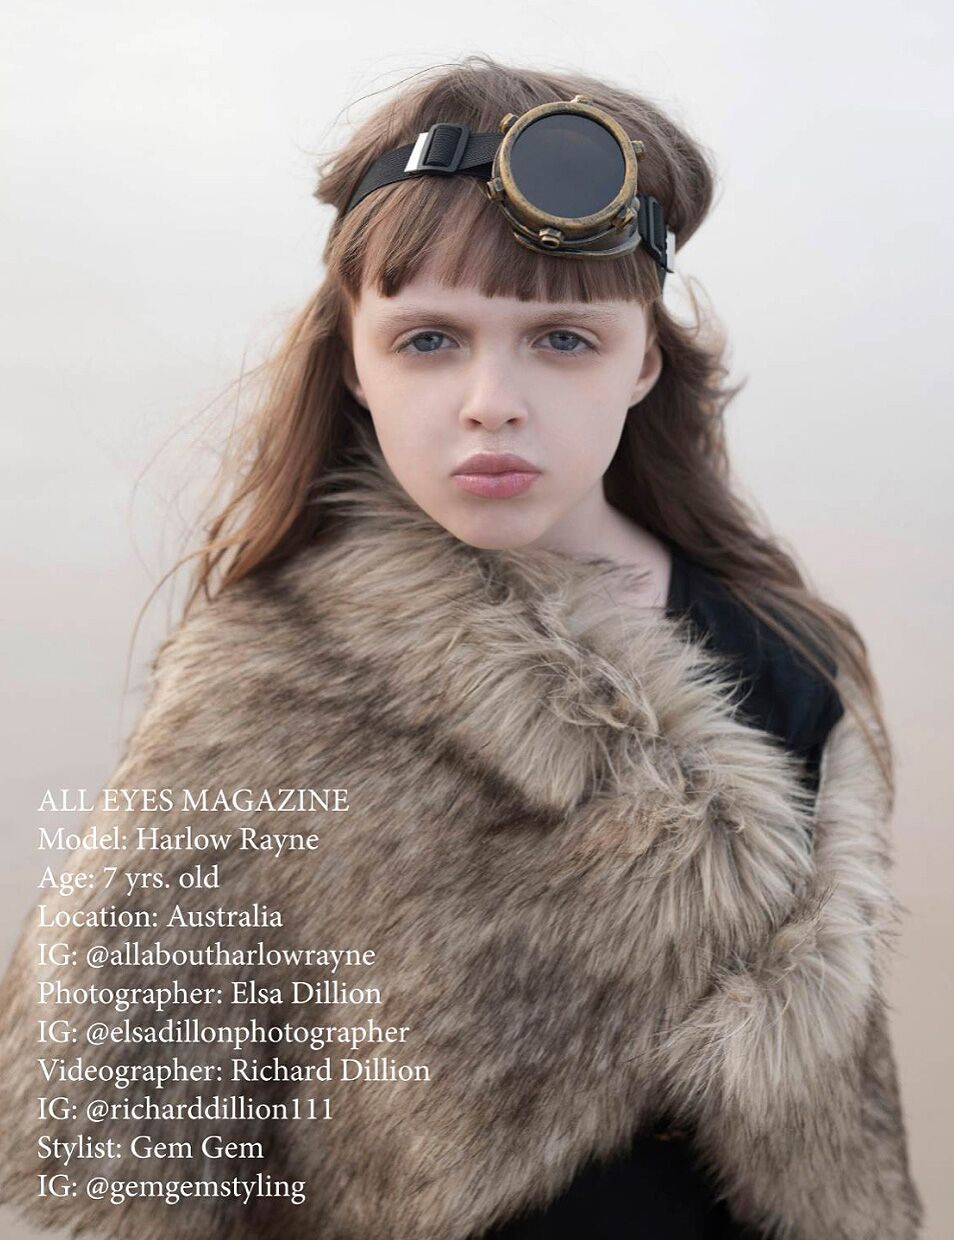 ALL EYES MAGAZINE
Model: Harlow Rayne
Age: 7 yrs. old
Location: Australia
IG: @allaboutharlowrayne
Photographer: Elsa Dillion
IG: @elsadillonphotographer
Videographer: Richard Dillion
IG: @richarddillion111
Stylist: Gem Gem
IG: @gemgemstyling